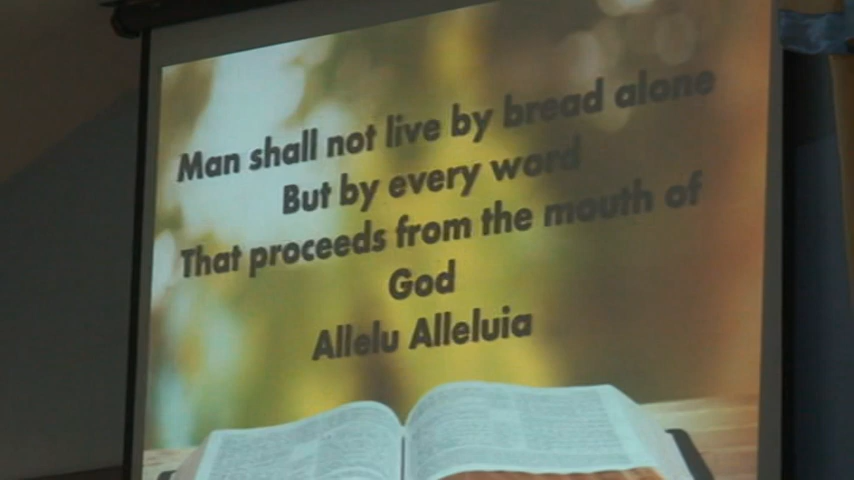 Man shall not live by bread alone
But by every word
That proceeds from the mouth of
God
Allelu Alleluia